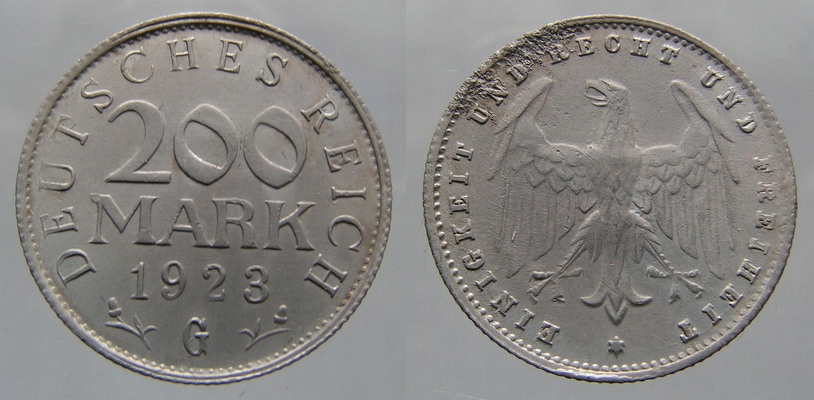 DEUTSCHES REICH
200
MARK
1923
G
EINIGKEIT UND RECHT UND FREIHEIT